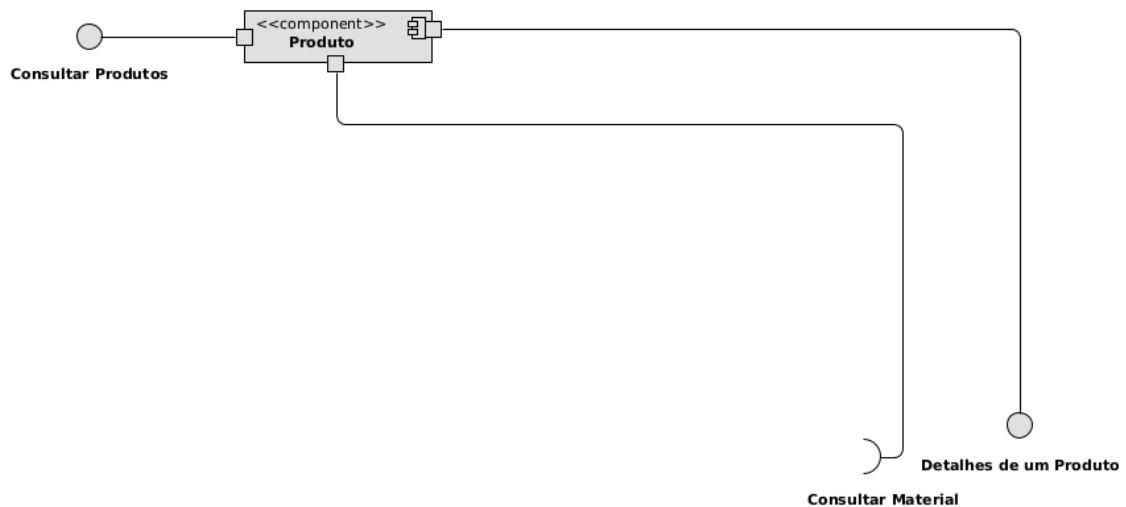 <<component>>
Produto
Consultar Produtos
Detalhes de um Produto
Consultar Material